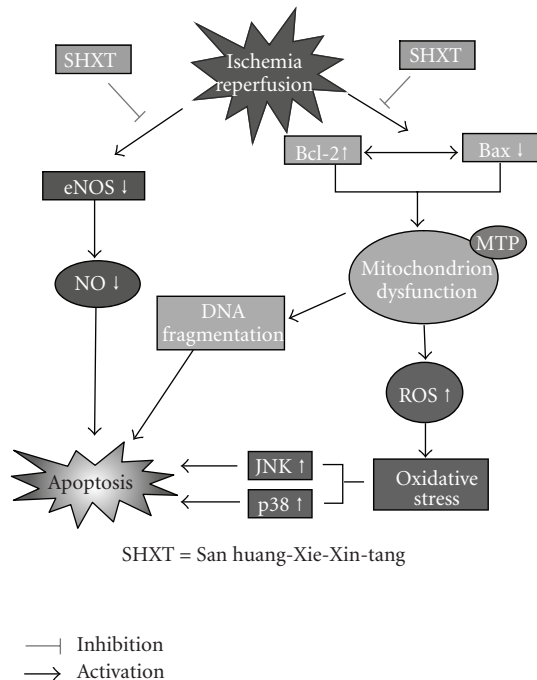 SHXT
Ischemia
reperfusion
SHXT
Bcl-2↑
Bax ↓
eNOS ↓
MTP
Mitochondrion
dysfunction
NO ↓
DNA
fragmentation
ROS ↑
JNK ↑
Oxidative
stress
Apoptosis
p38 ↑
SHXT = San huang-Xie-Xin-tang
Inhibition
Activation